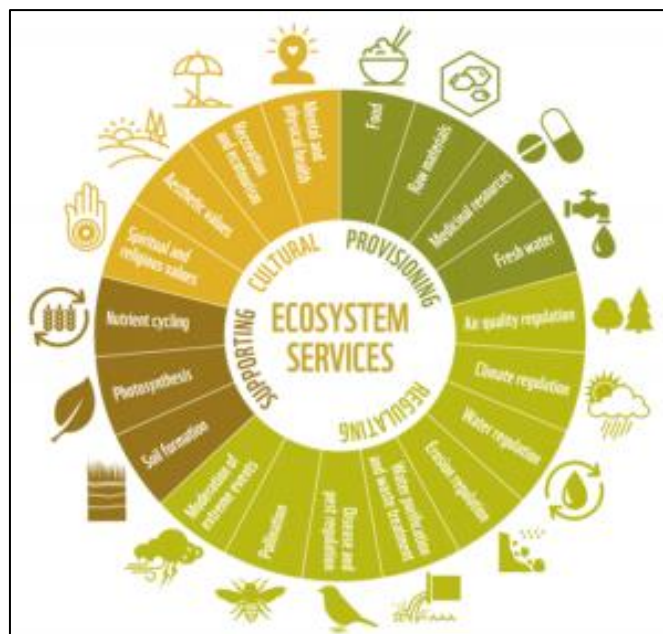 ECOSYSTEM
SERVICES
PROVISIONING
Food
Raw materials
Medicinal resources
Fresh water
REGULATING
Air quality regulation
Climate regulation
Water regulation
Erosion regulation
Water purification
and waste treatment
Disease and
pest regulation
Pollination
Moderation of
extreme events
SUPPORTING
Soil formation
Photosynthesis
Nutrient cycling
CULTURAL
Spiritual and
religious values
Aesthetic values
Recreation
and ecotourism
Mental and
physical health